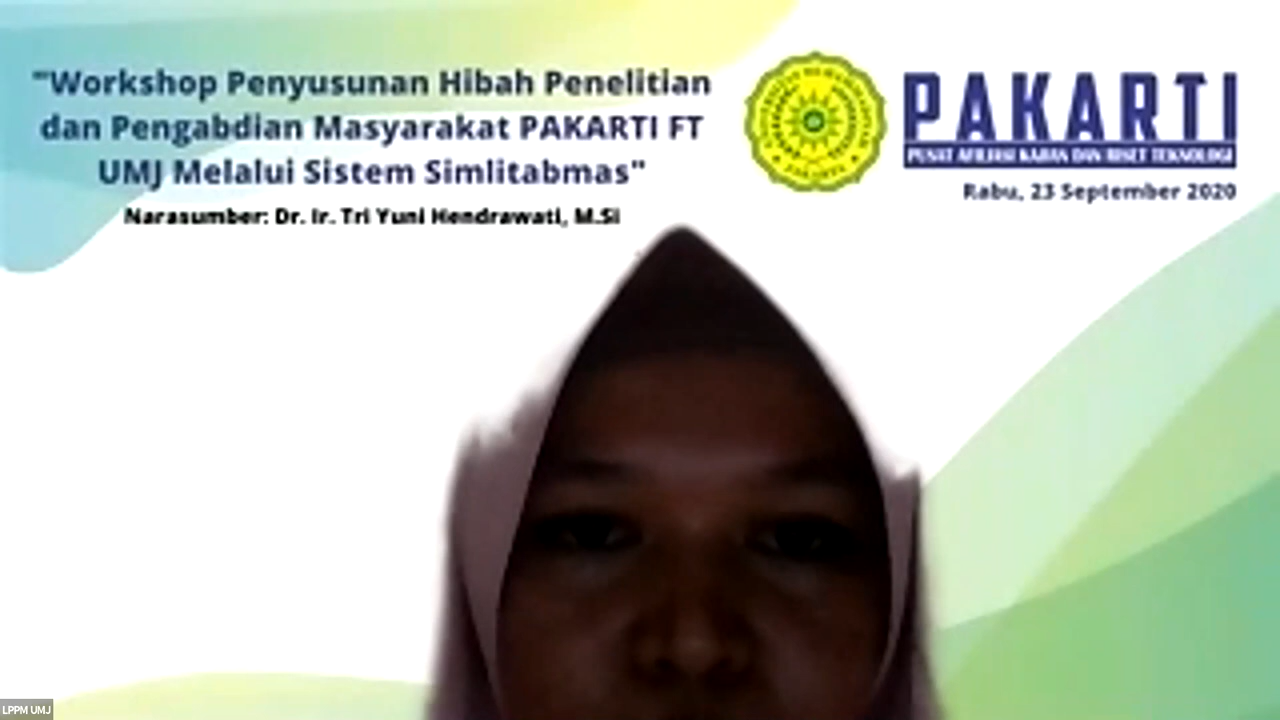 "Workshop Penyusunan Hibah Penelitian
dan Pengabdian Masyarakat PAKARTI FT
UMJ Melalui Sistem Simlitabmas"
Narasumber: Dr. Ir. Tri Yuni Hendrawati, M.Si
PAKARTI
PUSAT AFILIASI KAJIAN DAN RISET TEKNOLOGI
Rabu, 23 September 2020
LPPM UMJ